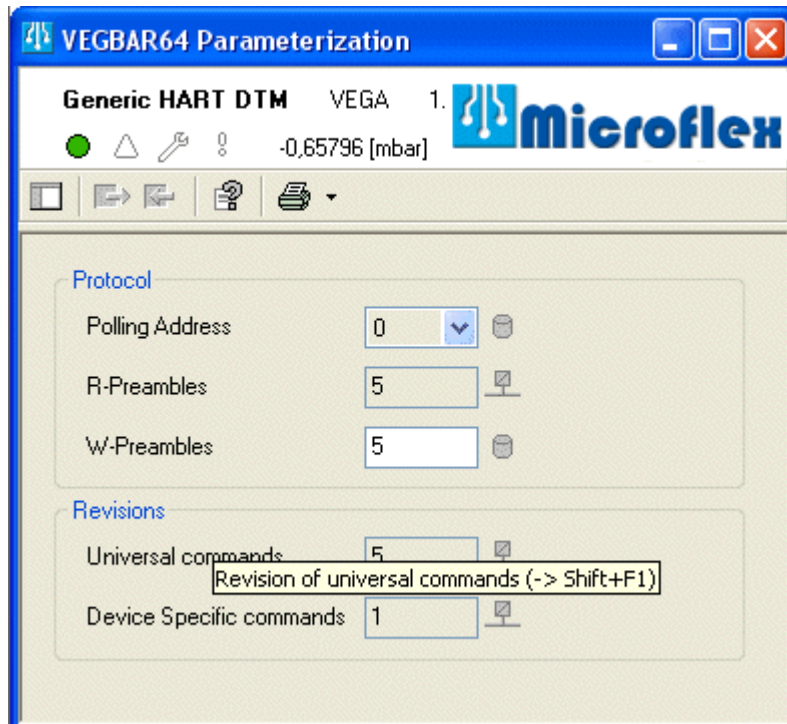 VEGBAR64 Parameterization
Generic HART DTM VEGA 1.
Microflex
-0,65796 [mbar]
Protocol
Polling Address 0
R-Preambles 5
W-Preambles 5
Revisions
Universal commands 5
Revision of universal commands (-> Shift+F1)
Device Specific commands 1